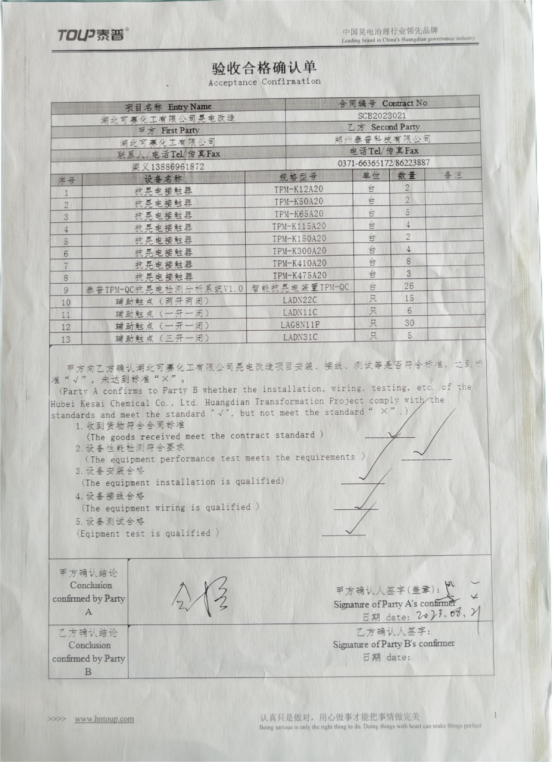 TOUP泰普®
中国晃电治理行业领先品牌
Leading brand in China's Huangdian governance industry
验收合格确认单
Acceptance Confirmation
项目名称 Entry Name 合同编号 Contract No
湖北可赛化工有限公司晃电改造 SCB2023021
甲方 First Party 乙方 Second Party
湖北可赛化工有限公司 郑州泰普科技有限公司
联系人、电话Tel/传真Fax 电话Tel/传真Fax
梁义13886961872 0371-66365172/86223887
序号 设备名称 规格型号 单位 数量 备注
1 抗晃电接触器 TPM-K12A20 台 2
2 抗晃电接触器 TPM-K50A20 台 2
3 抗晃电接触器 TPM-K65A20 台 5
4 抗晃电接触器 TPM-K115A20 台 4
5 抗晃电接触器 TPM-K150A20 台 2
6 抗晃电接触器 TPM-K300A20 台 4
7 抗晃电接触器 TPM-K410A20 台 8
8 抗晃电接触器 TPM-K475A20 台 3
9 泰普TPM-QC抗晃电检测分析系统V1.0 智能抗晃电装置TPM-QC 台 26
10 辅助触点（两开两闭） LADN22C 只 15
11 辅助触点（一开一闭） LADN11C 只 6
12 辅助触点（一开一闭） LAG8N11P 只 30
13 辅助触点（三开一闭） LADN31C 只 5
甲方向乙方确认湖北可赛化工有限公司晃电改造项目安装、接线、测试等是否符合标准，达到标
准“√”，未达到标准“×”。
(Party A confirms to Party B whether the installation, wiring, testing, etc. of the
Hubei Kesai Chemical Co., Ltd. Huangdian Transformation Project comply with the
standards and meet the standard "√", but not meet the standard “ ×”.)
1.收到货物符合合同标准
(The goods received meet the contract standard ) √
2.设备性能检测符合要求
(The equipment performance test meets the requirements ) √
3.设备安装合格
(The equipment installation is qualified) √
4.设备接线合格
(The equipment wiring is qualified ) √
5.设备测试合格
(Eqipment test is qualified ) √
甲方确认结论
Conclusion
confirmed by Party
A
合格
甲方确认人签字(盖章):
Signature of Party A's confirmer
日期 date: 2023.08.21
乙方确认结论
Conclusion
confirmed by Party
B
乙方确认人签字:
Signature of Party B's confirmer
日期 date:
>>>> www.hntoup.com
认真只是做对，用心做事才能把事情做完美
Being serious is only the right thing to do. Doing things with heart can make things perfect
1